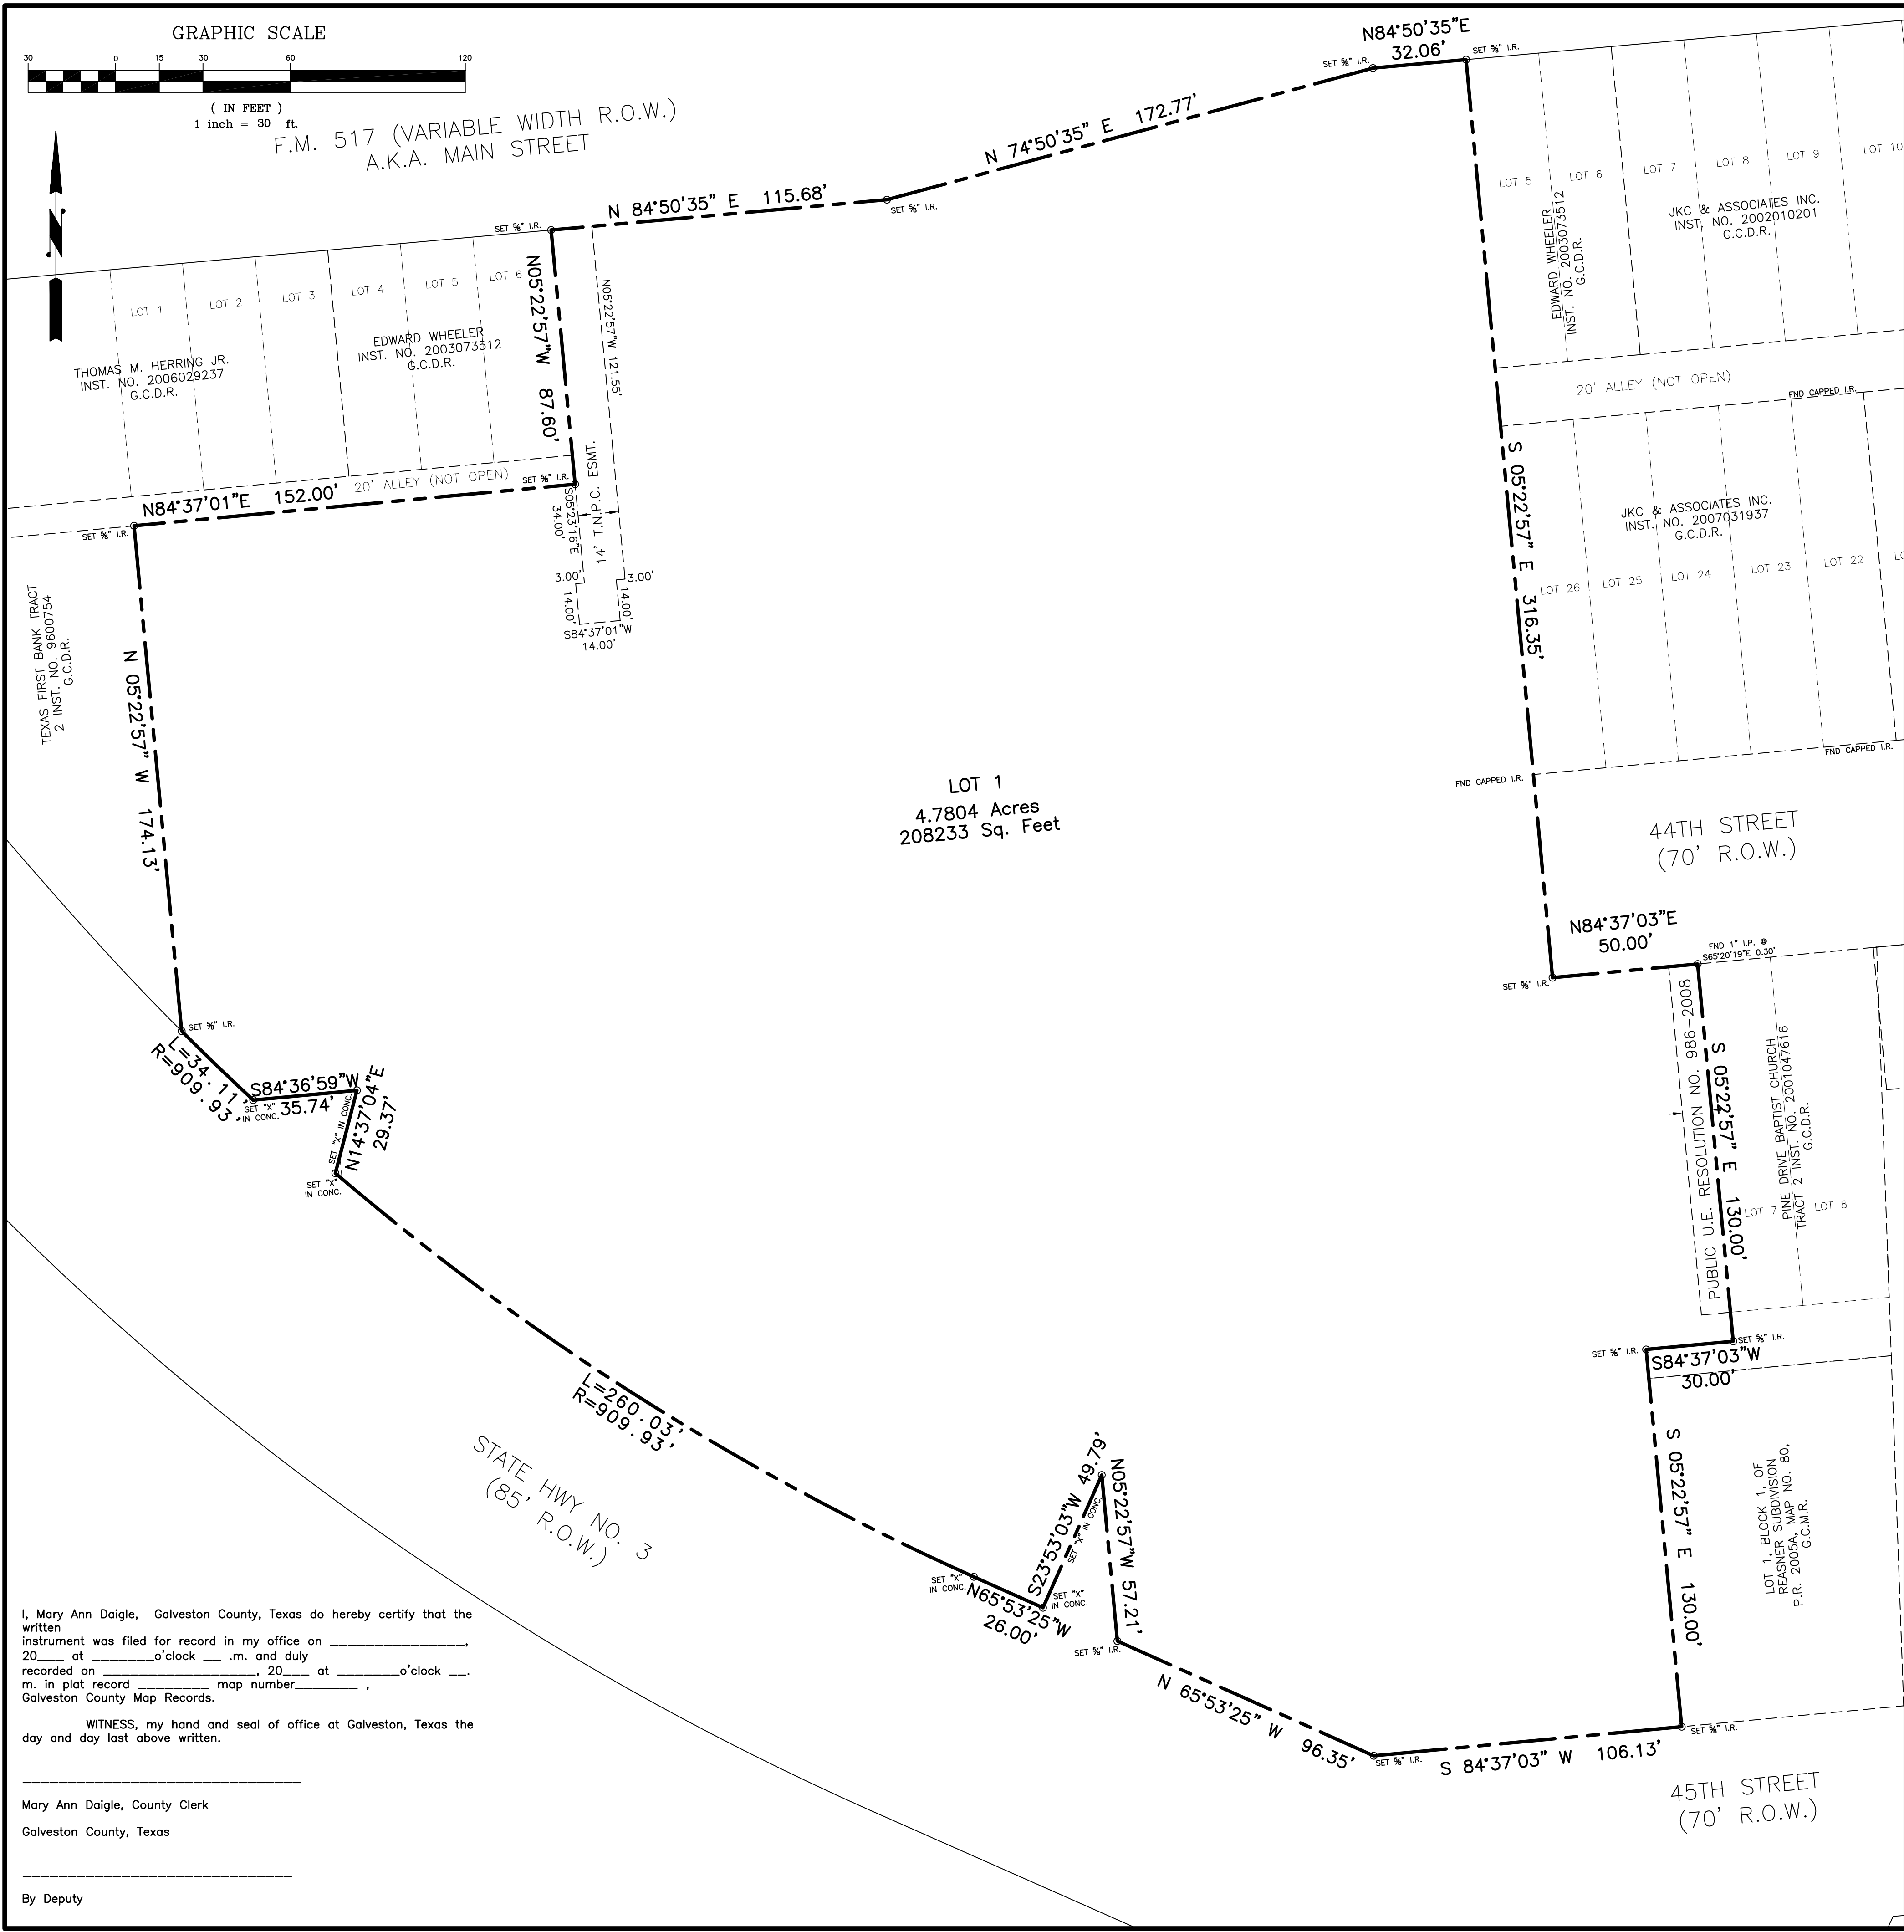 GRAPHIC SCALE
30 0 15 30 60 120
( IN FEET )
1 inch = 30 ft.
F.M. 517 (VARIABLE WIDTH R.O.W.)
A.K.A. MAIN STREET
N
N84°50'35"E
32.06'
SET ⅝" I.R.
SET ⅝" I.R.
N 74°50'35" E 172.77'
N 84°50'35" E 115.68'
SET ⅝" I.R.
SET ⅝" I.R.
LOT 1
LOT 2
LOT 3
LOT 4
LOT 5
LOT 6
THOMAS M. HERRING JR.
INST. NO. 2006029237
G.C.D.R.
EDWARD WHEELER
INST. NO. 2003073512
G.C.D.R.
N05°22'57"W 87.60'
N05°22'57"W 121.55'
14' T.N.P.C. ESMT.
S05°23'16"E
34.00'
3.00'
3.00'
14.00'
14.00'
S84°37'01"W
14.00'
20' ALLEY (NOT OPEN)
SET ⅝" I.R.
N84°37'01"E 152.00'
SET ⅝" I.R.
TEXAS FIRST BANK TRACT
2 INST. NO. 9600754
G.C.D.R.
N 05°22'57" W 174.13'
LOT 5
LOT 6
LOT 7
LOT 8
LOT 9
LOT 10
EDWARD WHEELER
INST. NO. 2003073512
G.C.D.R.
JKC & ASSOCIATES INC.
INST. NO. 2002010201
G.C.D.R.
20' ALLEY (NOT OPEN)
FND CAPPED I.R.
S 05°22'57" E 316.35'
JKC & ASSOCIATES INC.
INST. NO. 2007031937
G.C.D.R.
LOT 26
LOT 25
LOT 24
LOT 23
LOT 22
FND CAPPED I.R.
FND CAPPED I.R.
LOT 1
4.7804 Acres
208233 Sq. Feet
44TH STREET
(70' R.O.W.)
N84°37'03"E
50.00'
FND 1" I.P. @
S65°20'19"E 0.30'
SET ⅝" I.R.
PUBLIC U.E. RESOLUTION NO. 986-2008
S 05°22'57" E 130.00'
PINE DRIVE BAPTIST CHURCH
TRACT 2 INST. NO. 2001047616
G.C.D.R.
LOT 7
LOT 8
SET ⅝" I.R.
SET ⅝" I.R.
S84°37'03"W
30.00'
SET ⅝" I.R.
L=34.11'
R=909.93'
S84°36'59"W
35.74'
SET "X"
IN CONC.
SET "X" IN CONC.
N14°37'04"E
29.37'
SET "X"
IN CONC.
L=260.03'
R=909.93'
STATE HWY NO. 3
(85' R.O.W.)
S23°53'03"W 49.79'
SET "X" IN CONC.
N05°22'57"W 57.21'
SET "X"
IN CONC.
SET "X"
IN CONC.
N65°53'25"W
26.00'
SET ⅝" I.R.
N 65°53'25" W 96.35'
SET ⅝" I.R.
S 84°37'03" W 106.13'
S 05°22'57" E 130.00'
SET ⅝" I.R.
LOT 1, BLOCK 1, OF
REASNER SUBDIVISION
P.R. 2005A, MAP NO. 80,
G.C.M.R.
45TH STREET
(70' R.O.W.)
I, Mary Ann Daigle, Galveston County, Texas do hereby certify that the
written
instrument was filed for record in my office on _______________,
20___ at _______o'clock __ .m. and duly
recorded on _________________, 20___ at _______o'clock __.
m. in plat record ________ map number_______ ,
Galveston County Map Records.
WITNESS, my hand and seal of office at Galveston, Texas the
day and day last above written.
_______________________________
Mary Ann Daigle, County Clerk
Galveston County, Texas
______________________________
By Deputy